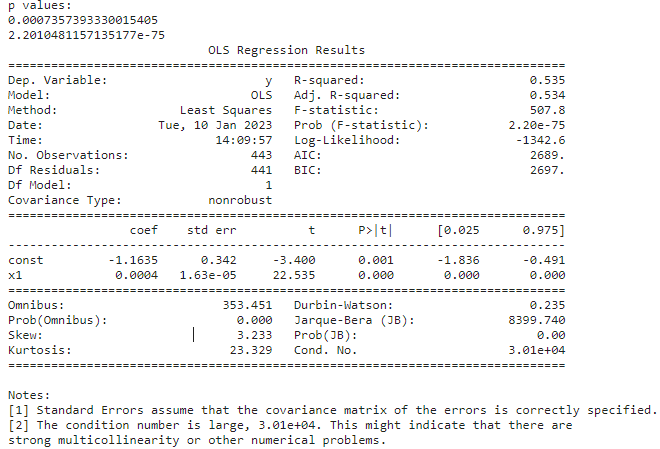 p values:
0.0007357393330015405
2.2010481157135177e-75
                            OLS Regression Results
==============================================================================
Dep. Variable:                      y   R-squared:                       0.535
Model:                            OLS   Adj. R-squared:                  0.534
Method:                 Least Squares   F-statistic:                     507.8
Date:                Tue, 10 Jan 2023   Prob (F-statistic):           2.20e-75
Time:                        14:09:57   Log-Likelihood:                -1342.6
No. Observations:                 443   AIC:                             2689.
Df Residuals:                     441   BIC:                             2697.
Df Model:                           1
Covariance Type:            nonrobust
==============================================================================
                 coef    std err          t      P>|t|      [0.025      0.975]
------------------------------------------------------------------------------
const         -1.1635      0.342     -3.400      0.001      -1.836      -0.491
x1             0.0004   1.63e-05     22.535      0.000       0.000       0.000
==============================================================================
Omnibus:                      353.451   Durbin-Watson:                   0.235
Prob(Omnibus):                  0.000   Jarque-Bera (JB):             8399.740
Skew:                           3.233   Prob(JB):                         0.00
Kurtosis:                      23.329   Cond. No.                     3.01e+04
==============================================================================

Notes:
[1] Standard Errors assume that the covariance matrix of the errors is correctly specified.
[2] The condition number is large, 3.01e+04. This might indicate that there are
strong multicollinearity or other numerical problems.